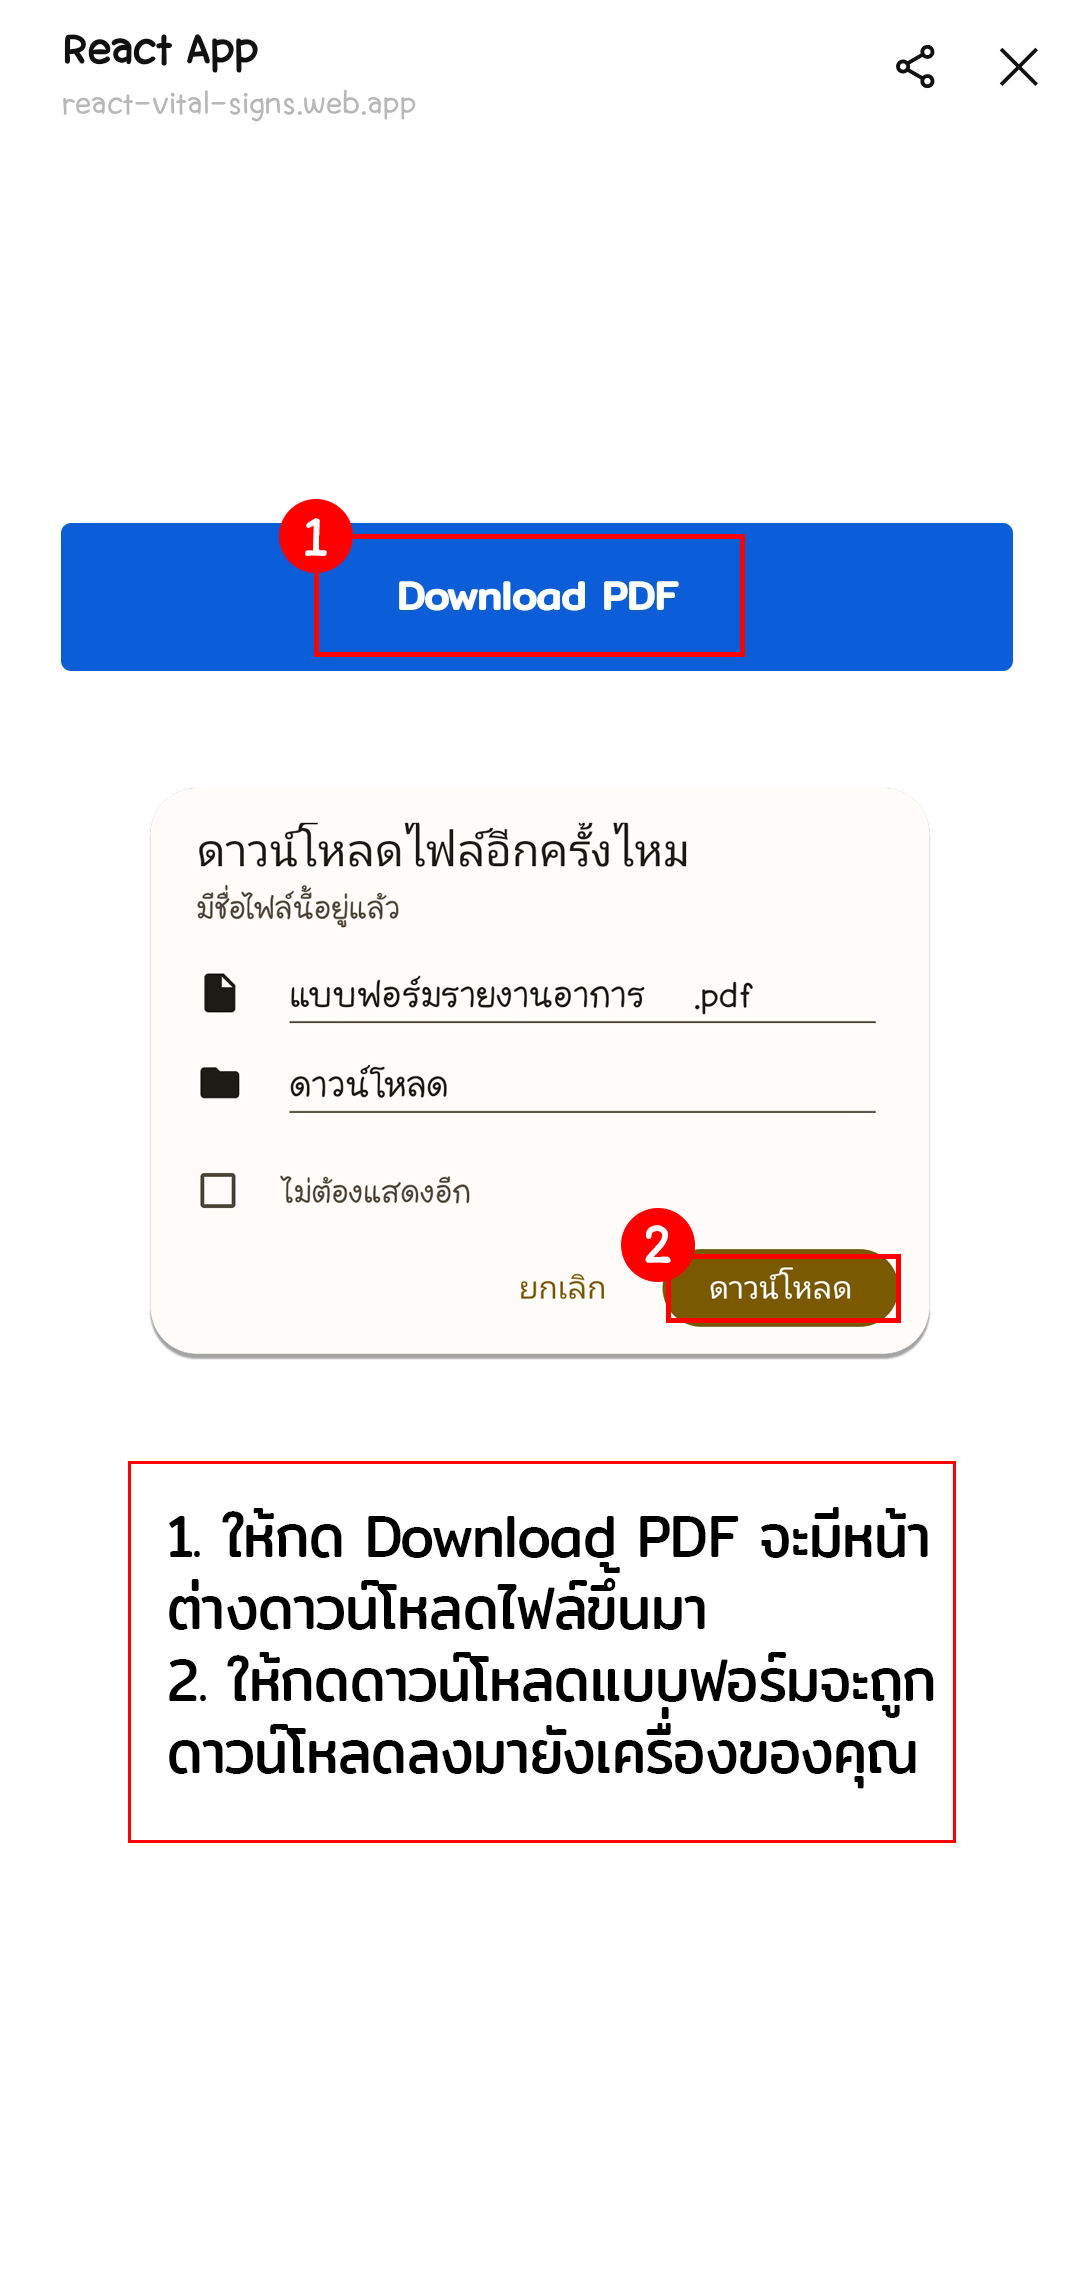 React App
react-vital-signs.web.app
1
Download PDF
ดาวน์โหลดไฟล์อีกครั้งไหม
มีชื่อไฟล์นี้อยู่แล้ว
แบบฟอร์มรายงานอาการ .pdf
ดาวน์โหลด
ไม่ต้องแสดงอีก
2
ยกเลิก ดาวน์โหลด
1. ให้กด Download PDF จะมีหน้า
ต่างดาวน์โหลดไฟล์ขึ้นมา
2. ให้กดดาวน์โหลดแบบฟอร์มจะถูก
ดาวน์โหลดลงมายังเครื่องของคุณ